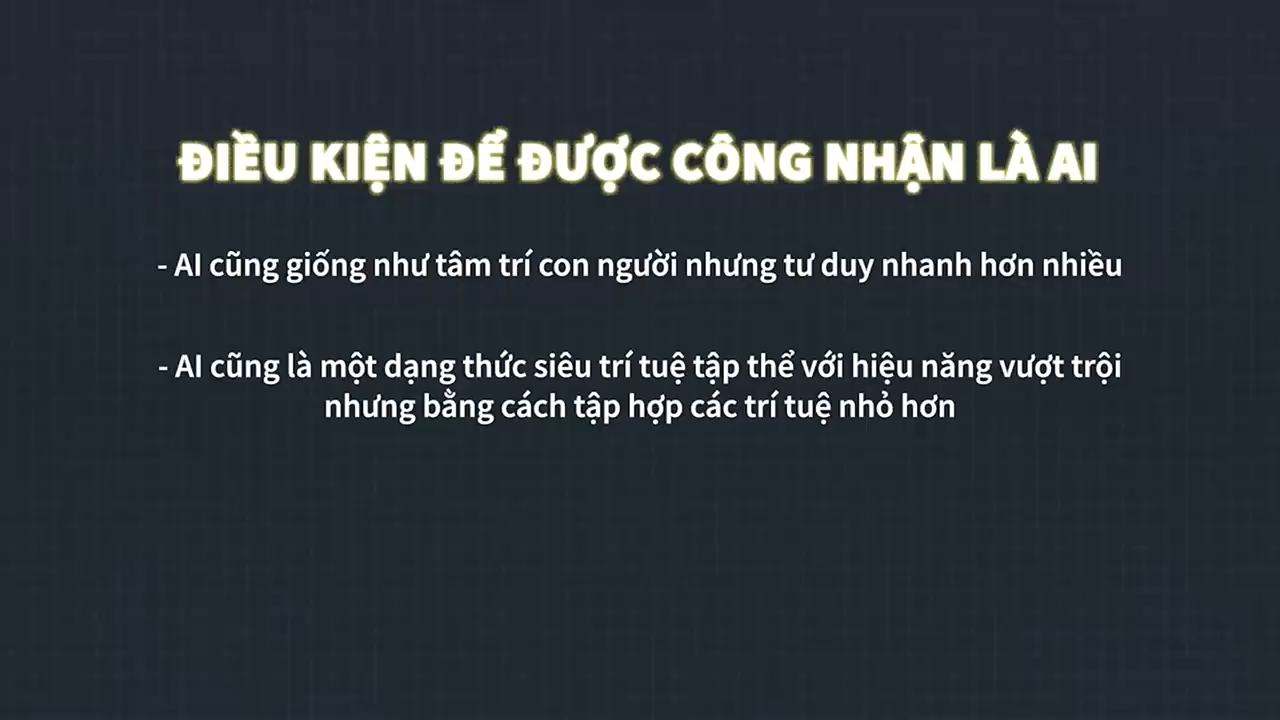 ĐIỀU KIỆN ĐỂ ĐƯỢC CÔNG NHẬN LÀ AI
- AI cũng giống như tâm trí con người nhưng tư duy nhanh hơn nhiều
- AI cũng là một dạng thức siêu trí tuệ tập thể với hiệu năng vượt trội
nhưng bằng cách tập hợp các trí tuệ nhỏ hơn